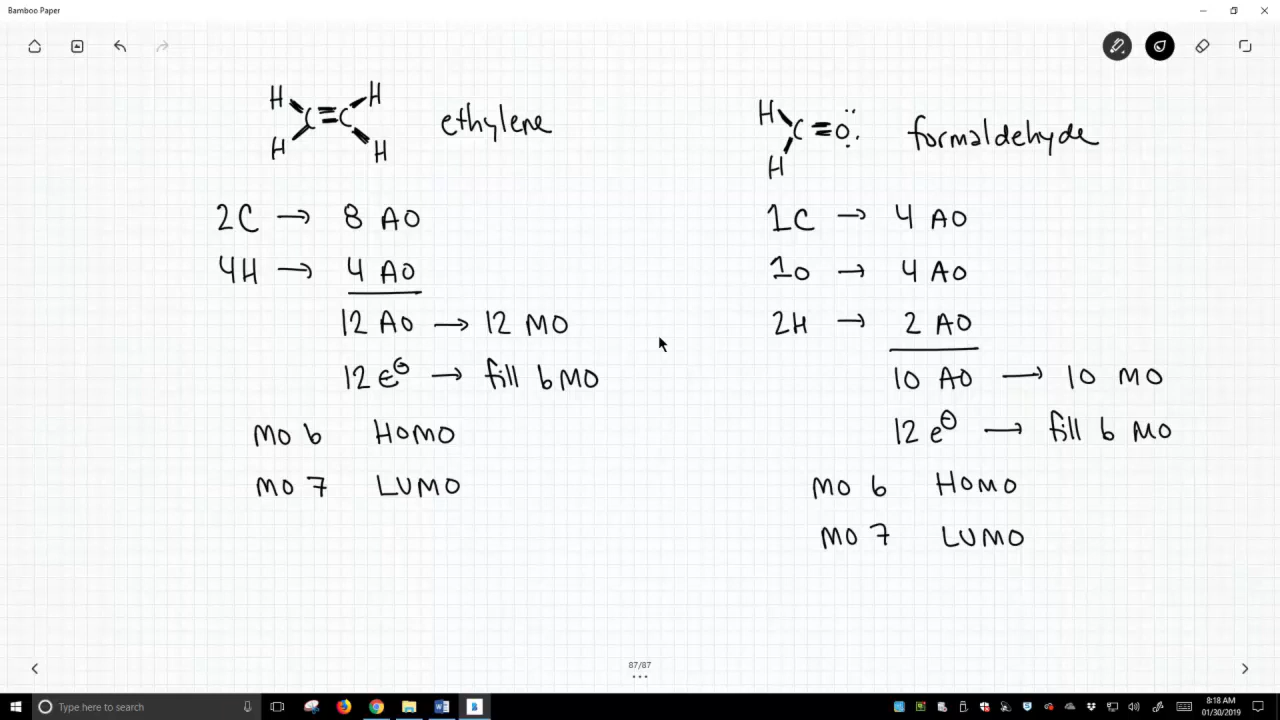 Bamboo Paper
H H
C=C ethylene
H H
2C → 8 AO
4H → 4 AO
12 AO → 12 MO
12 e⊖ → fill 6 MO
MO 6 HOMO
MO 7 LUMO
H
C=O formaldehyde
H
1C → 4 AO
1O → 4 AO
2H → 2 AO
10 AO → 10 MO
12 e⊖ → fill 6 MO
MO 6 HOMO
MO 7 LUMO
87/87
Type here to search
8:18 AM
01/30/2019